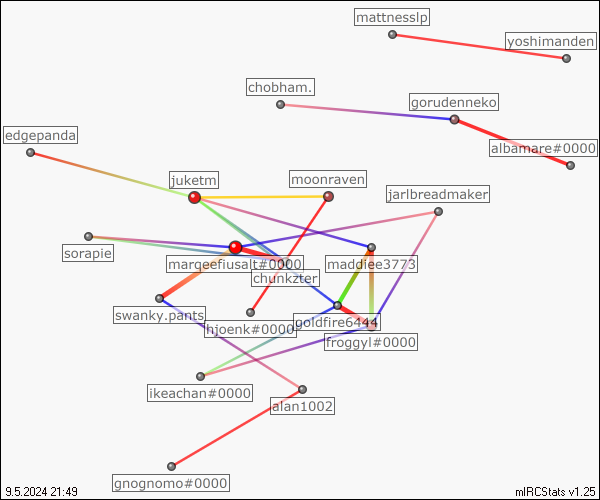 mattnesslp
yoshimanden
chobham.
gorudenneko
edgepanda
albamare#0000
juketm
moonraven
jarlbreadmaker
sorapie
marqeefiusalt#0000
maddiee3773
chunkzter
swanky.pants
hjoenk#0000
goldfire6444
froggyl#0000
ikeachan#0000
alan1002
gnognomo#0000
9.5.2024 21:49
mIRCStats v1.25